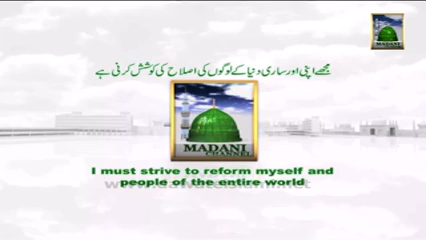 MADANI
CHANNEL
مجھے اپنی اور ساری دنیا کے لوگوں کی اصلاح کی کوشش کرنی ہے
MADANI
CHANNEL
I must strive to reform myself and
people of the entire world